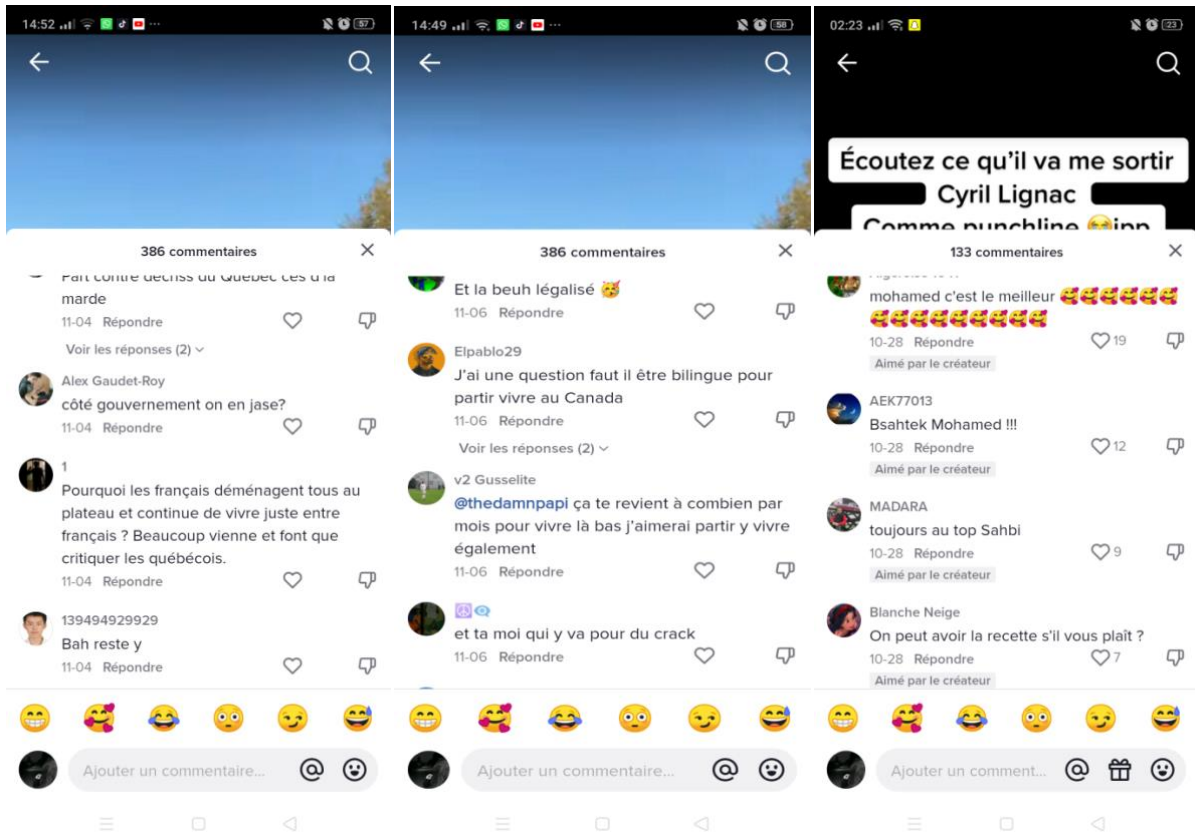 14:52
57
386 commentaires
Part contre décriss du Québec ces d'la
marde
11-04 Répondre
Voir les réponses (2)
Alex Gaudet-Roy
côté gouvernement on en jase?
11-04 Répondre
1
Pourquoi les français déménagent tous au
plateau et continue de vivre juste entre
français ? Beaucoup vienne et font que
critiquer les québécois.
11-04 Répondre
139494929929
Bah reste y
11-04 Répondre
Ajouter un commentaire...
14:49
58
386 commentaires
Et la beuh légalisé 🥳
11-06 Répondre
Elpablo29
J'ai une question faut il être bilingue pour
partir vivre au Canada
11-06 Répondre
Voir les réponses (2)
v2 Gusselite
@thedamnpapi ça te revient à combien par
mois pour vivre là bas j'aimerai partir y vivre
également
11-06 Répondre
et ta moi qui y va pour du crack
11-06 Répondre
Ajouter un commentaire...
02:23
23
Écoutez ce qu'il va me sortir
Cyril Lignac
Comme punchline 😭ipp
133 commentaires
mohamed c'est le meilleur 🥰🥰🥰🥰🥰🥰
🥰🥰🥰🥰🥰🥰🥰🥰🥰
10-28 Répondre 19
Aimé par le créateur
AEK77013
Bsahtek Mohamed !!!
10-28 Répondre 12
Aimé par le créateur
MADARA
toujours au top Sahbi
10-28 Répondre 9
Aimé par le créateur
Blanche Neige
On peut avoir la recette s'il vous plaît ?
10-28 Répondre 7
Aimé par le créateur
Ajouter un comment...